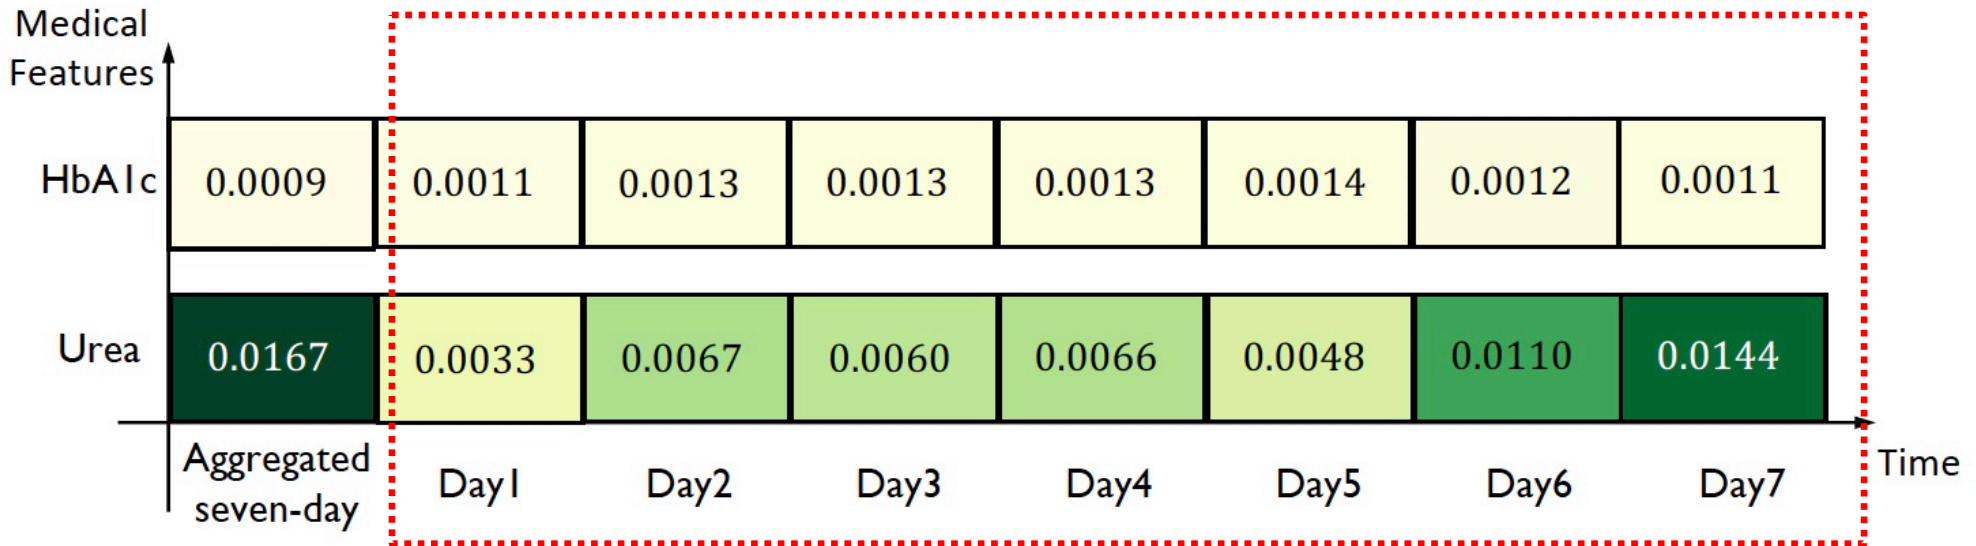 Medical
Features
HbA1c 0.0009 0.0011 0.0013 0.0013 0.0013 0.0014 0.0012 0.0011
Urea 0.0167 0.0033 0.0067 0.0060 0.0066 0.0048 0.0110 0.0144
Aggregated
seven-day
Day1 Day2 Day3 Day4 Day5 Day6 Day7
Time